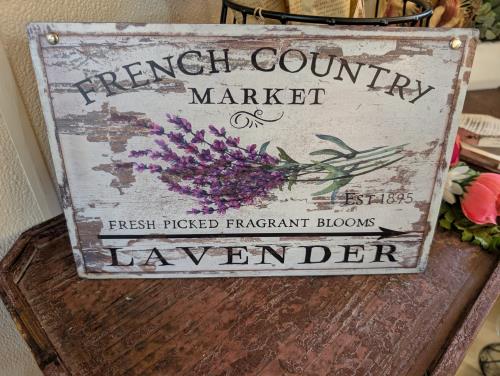 FRENCH COUNTRY
MARKET
EST 1895
FRESH PICKED FRAGRANT BLOOMS
LAVENDER